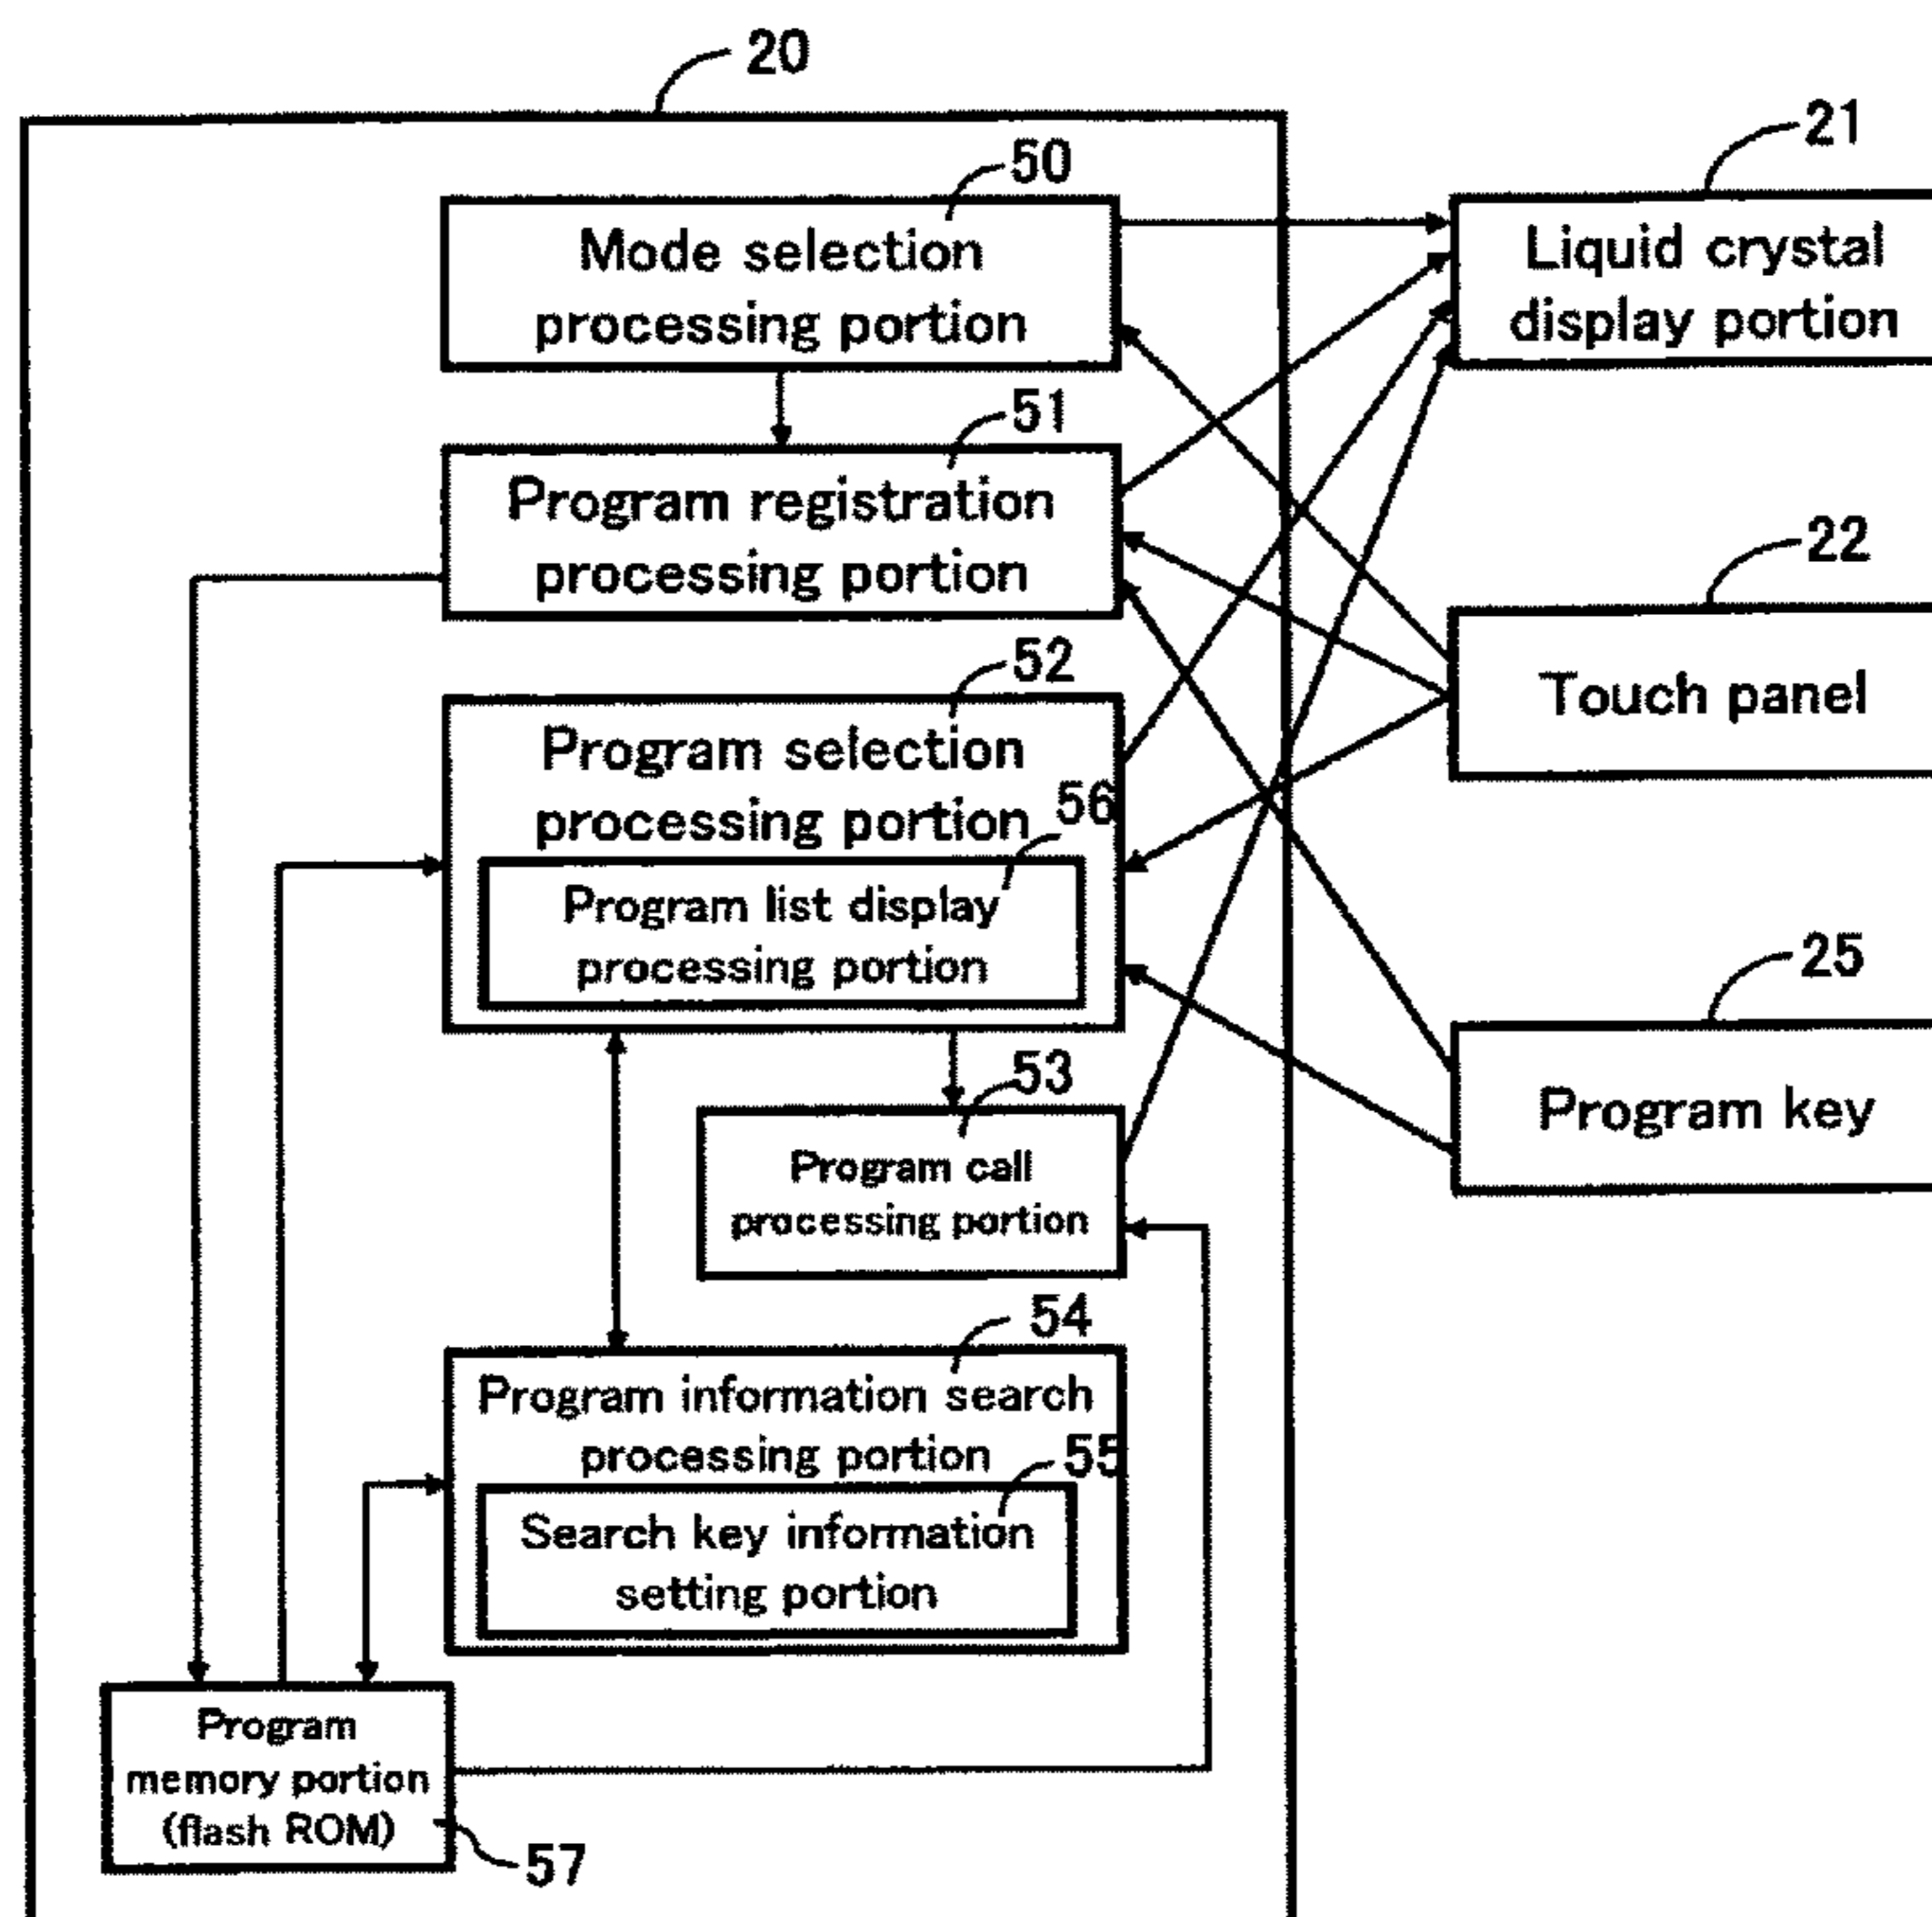 20
21
50
Mode selection
processing portion
Liquid crystal
display portion
51
Program registration
processing portion
22
52
Touch panel
Program selection
processing portion
56
Program list display
processing portion
25
53
Program key
Program call
processing portion
54
Program information search
processing portion
55
Search key information
setting portion
Program
memory portion
(flash ROM)
57